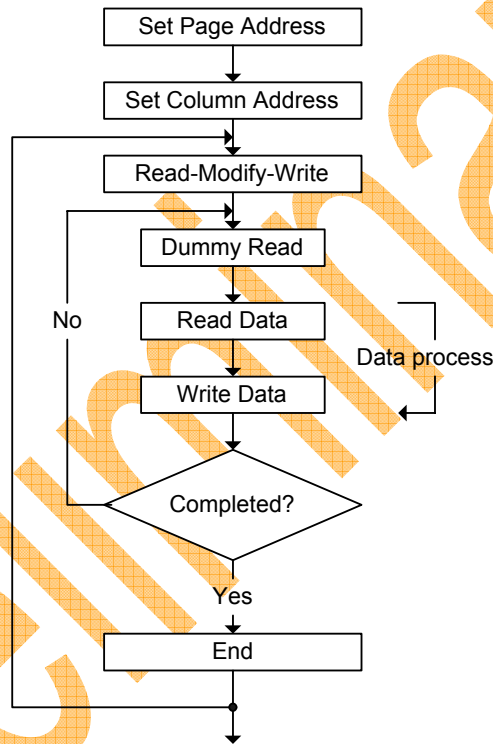 Set Page Address
Set Column Address
Read-Modify-Write
Dummy Read
No
Read Data
Data process
Write Data
Completed?
Yes
End